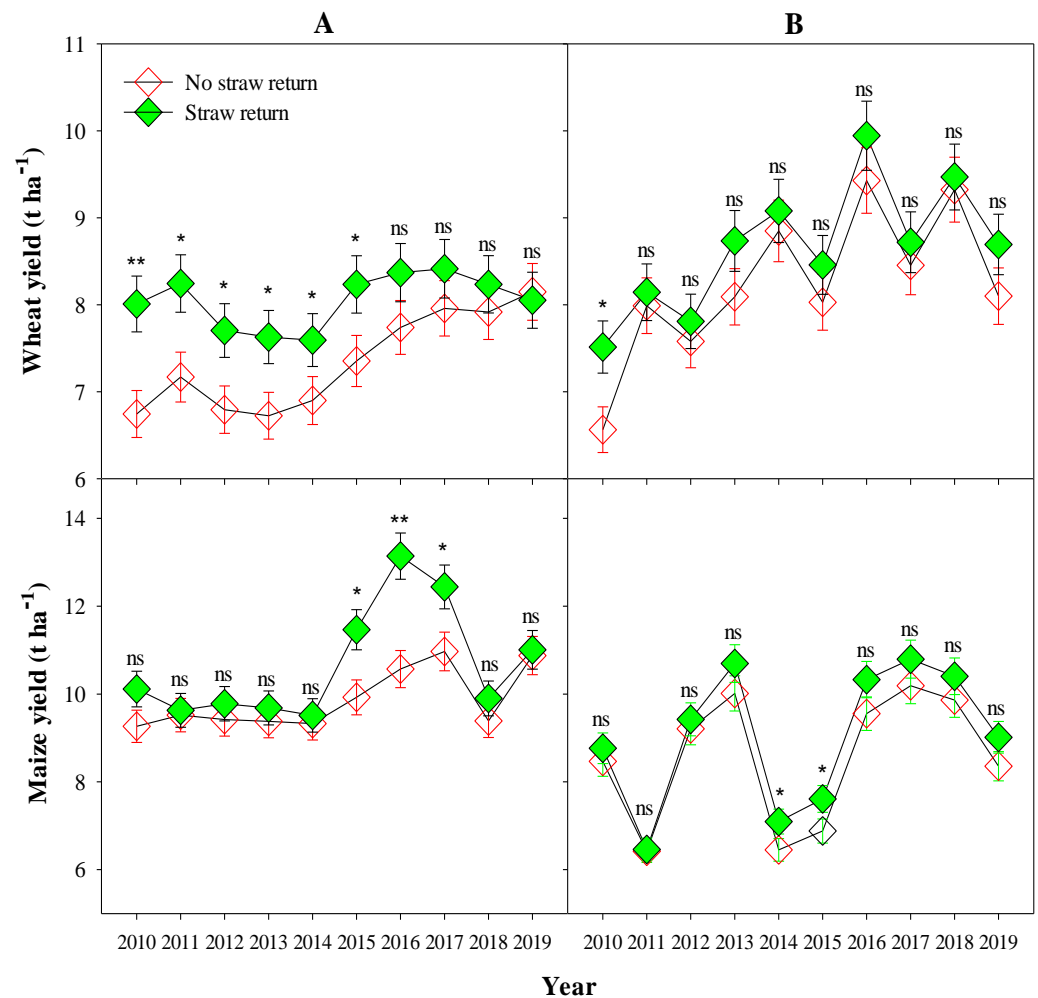 A
B
11
10
9
8
7
6
Wheat yield (t ha⁻¹)
No straw return
Straw return
**
*
*
*
*
*
ns
ns
ns
ns
*
ns
ns
ns
ns
ns
ns
ns
ns
ns
14
12
10
8
6
Maize yield (t ha⁻¹)
ns
ns
ns
ns
ns
*
**
*
ns
ns
ns
ns
ns
ns
*
*
ns
ns
ns
ns
2010 2011 2012 2013 2014 2015 2016 2017 2018 2019
2010 2011 2012 2013 2014 2015 2016 2017 2018 2019
Year